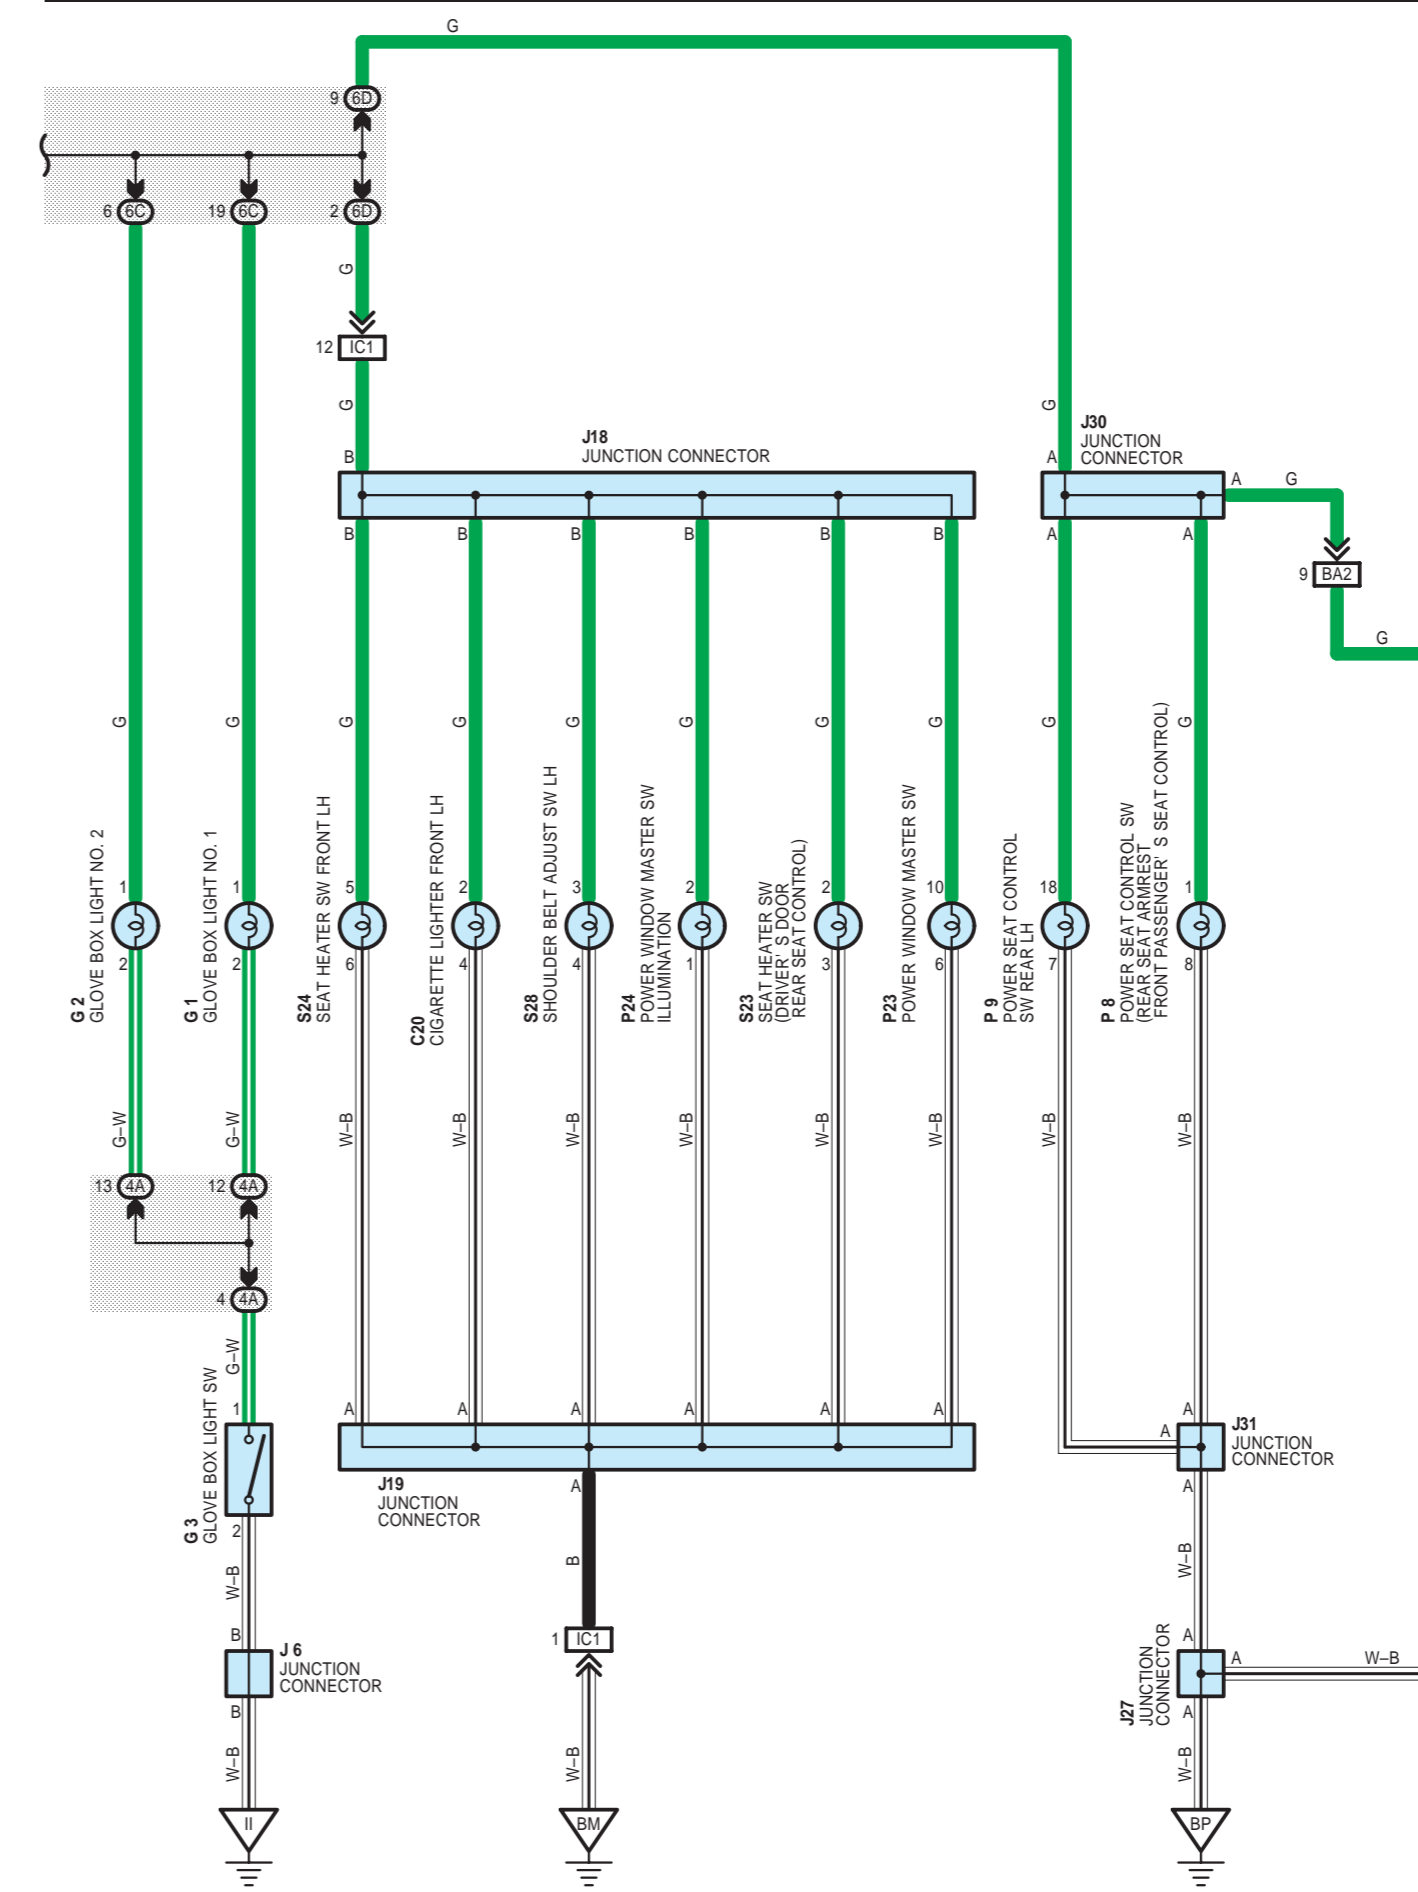 G
9 6D
6 6C
19 6C
2 6D
G
12 IC1
G
G
B
J18
JUNCTION CONNECTOR
A
J30
JUNCTION
CONNECTOR
A G
B B B B B B A A
9 BA2
G
G G G G G G G G G G
G 2
GLOVE BOX LIGHT NO. 2
G 1
GLOVE BOX LIGHT NO. 1
S24
SEAT HEATER SW FRONT LH
C20
CIGARETTE LIGHTER FRONT LH
S28
SHOULDER BELT ADJUST SW LH
P24
POWER WINDOW MASTER SW
ILLUMINATION
S23
SEAT HEATER SW
(DRIVER' S DOOR
REAR SEAT CONTROL)
P23
POWER WINDOW MASTER SW
P 9
POWER SEAT CONTROL
SW REAR LH
P 8
POWER SEAT CONTROL SW
(REAR SEAT ARMREST
FRONT PASSENGER' S SEAT CONTROL)
1 1 5 2 3 2 2 10 18 1
2 2 6 4 4 1 3 6 7 8
G–W G–W W–B W–B W–B W–B W–B W–B W–B W–B
13 4A 12 4A
4 4A
G–W
G 3
GLOVE BOX LIGHT SW
1
2
A A A A A A A
A
J31
JUNCTION
CONNECTOR
J19
JUNCTION
CONNECTOR
A
A
W–B
B
W–B
B
J 6
JUNCTION
CONNECTOR
B
W–B
1 IC1
W–B
A
J27
JUNCTION
CONNECTOR
A W–B
A
W–B
II
BM
BP